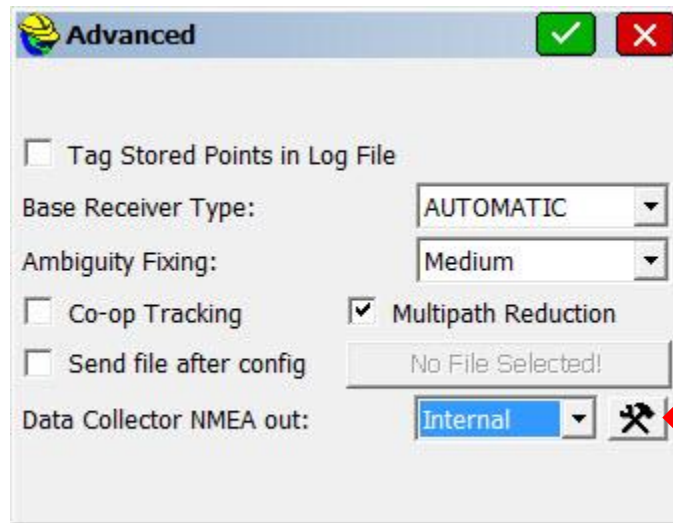 Advanced
Tag Stored Points in Log File
Base Receiver Type: AUTOMATIC
Ambiguity Fixing: Medium
Co-op Tracking Multipath Reduction
Send file after config No File Selected!
Data Collector NMEA out: Internal